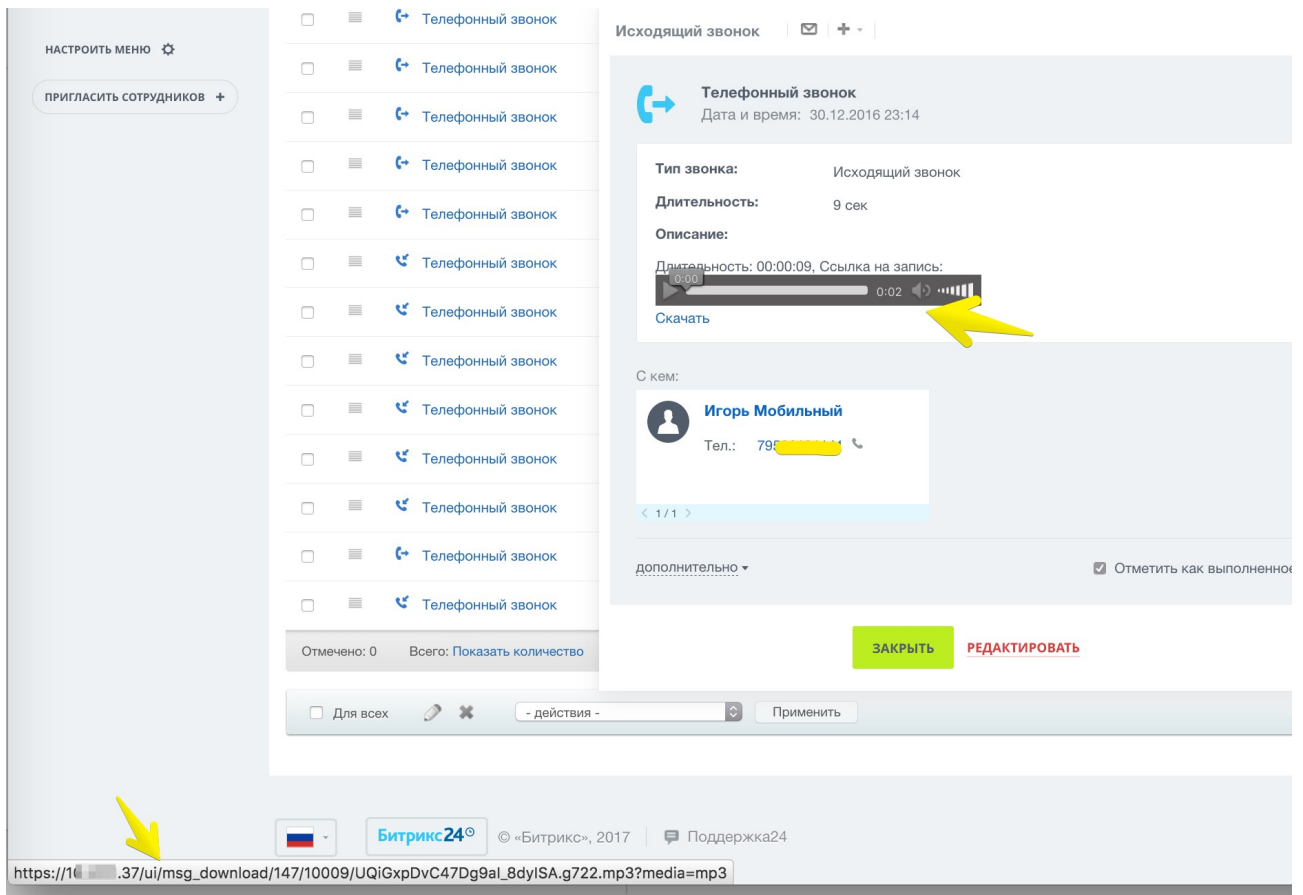 НАСТРОИТЬ МЕНЮ
ПРИГЛАСИТЬ СОТРУДНИКОВ +
Телефонный звонок
Телефонный звонок
Телефонный звонок
Телефонный звонок
Телефонный звонок
Телефонный звонок
Телефонный звонок
Телефонный звонок
Телефонный звонок
Телефонный звонок
Телефонный звонок
Телефонный звонок
Телефонный звонок
Отмечено: 0 Всего: Показать количество
Для всех - действия - Применить
Исходящий звонок
Телефонный звонок
Дата и время: 30.12.2016 23:14
Тип звонка: Исходящий звонок
Длительность: 9 сек
Описание:
Длительность: 00:00:09, Ссылка на запись:
0:00 0:02
Скачать
С кем:
Игорь Мобильный
Тел.: 795
< 1 / 1 >
дополнительно Отметить как выполненное
ЗАКРЫТЬ РЕДАКТИРОВАТЬ
Битрикс24 © «Битрикс», 2017 Поддержка24
https://1 .37/ui/msg_download/147/10009/UQiGxpDvC47Dg9al_8dylSA.g722.mp3?media=mp3